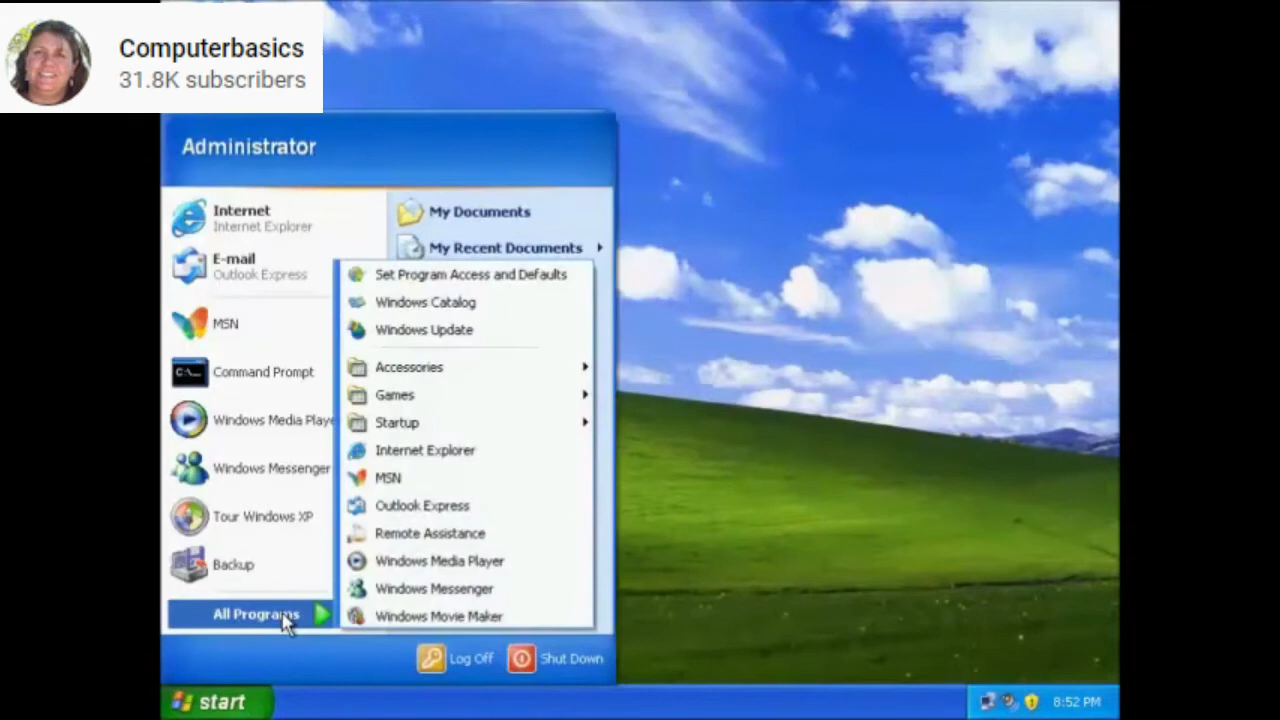 Computerbasics
31.8K subscribers
Administrator
Internet
Internet Explorer
E-mail
Outlook Express
MSN
Command Prompt
Windows Media Playe
Windows Messenger
Tour Windows XP
Backup
All Programs
My Documents
My Recent Documents
Set Program Access and Defaults
Windows Catalog
Windows Update
Accessories
Games
Startup
Internet Explorer
MSN
Outlook Express
Remote Assistance
Windows Media Player
Windows Messenger
Windows Movie Maker
Log Off
Shut Down
start
8:52 PM